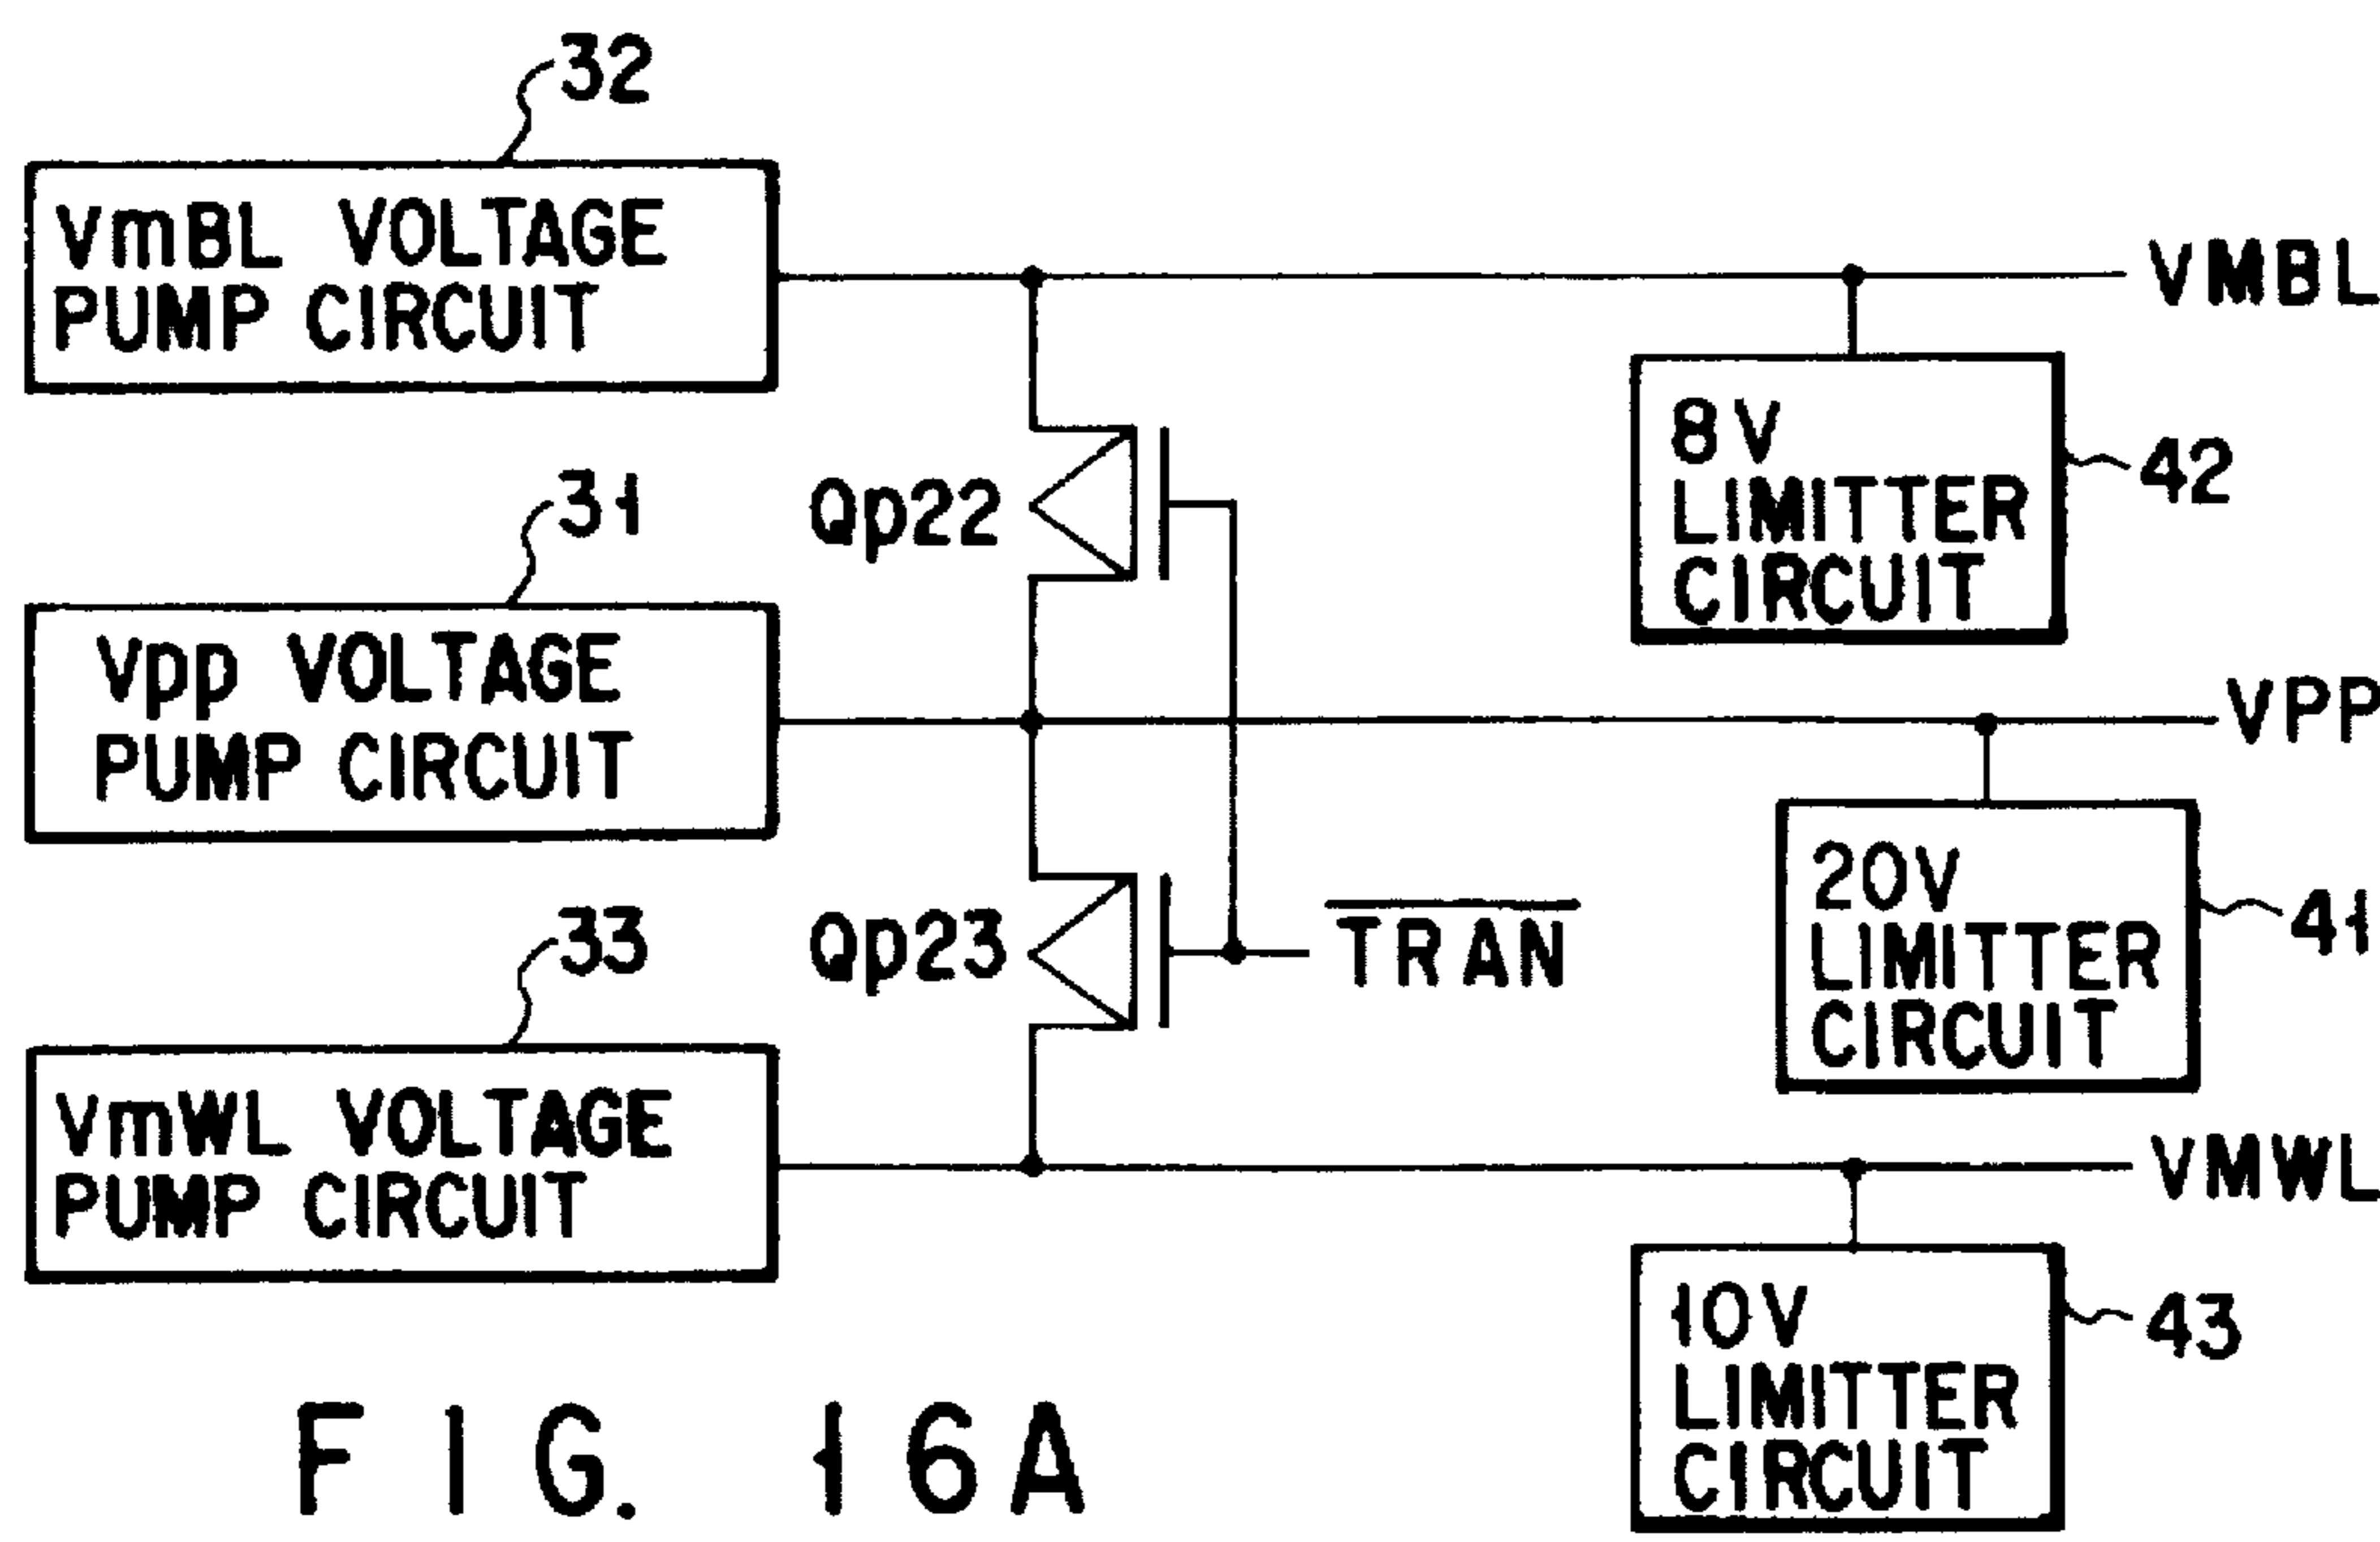 32
VmBL VOLTAGE
PUMP CIRCUIT
VMBL
8V
LIMITTER
CIRCUIT
42
Qp22
31
Vpp VOLTAGE
PUMP CIRCUIT
VPP
20V
LIMITTER
CIRCUIT
41
Qp23
TRAN
33
VmWL VOLTAGE
PUMP CIRCUIT
VMWL
10V
LIMITTER
CIRCUIT
43
FIG. 16A